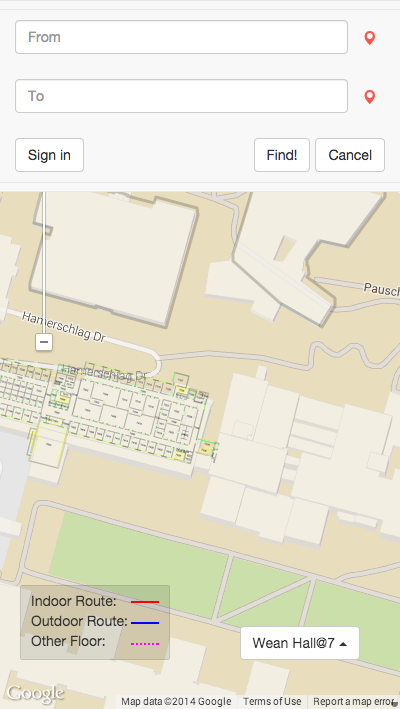 From
To
Sign in
Find!
Cancel
Pausch
Hamerschlag Dr
Hamerschlag Dr
Indoor Route:
Outdoor Route:
Other Floor:
Wean Hall@7
Google
Map data ©2014 Google
Terms of Use
Report a map error